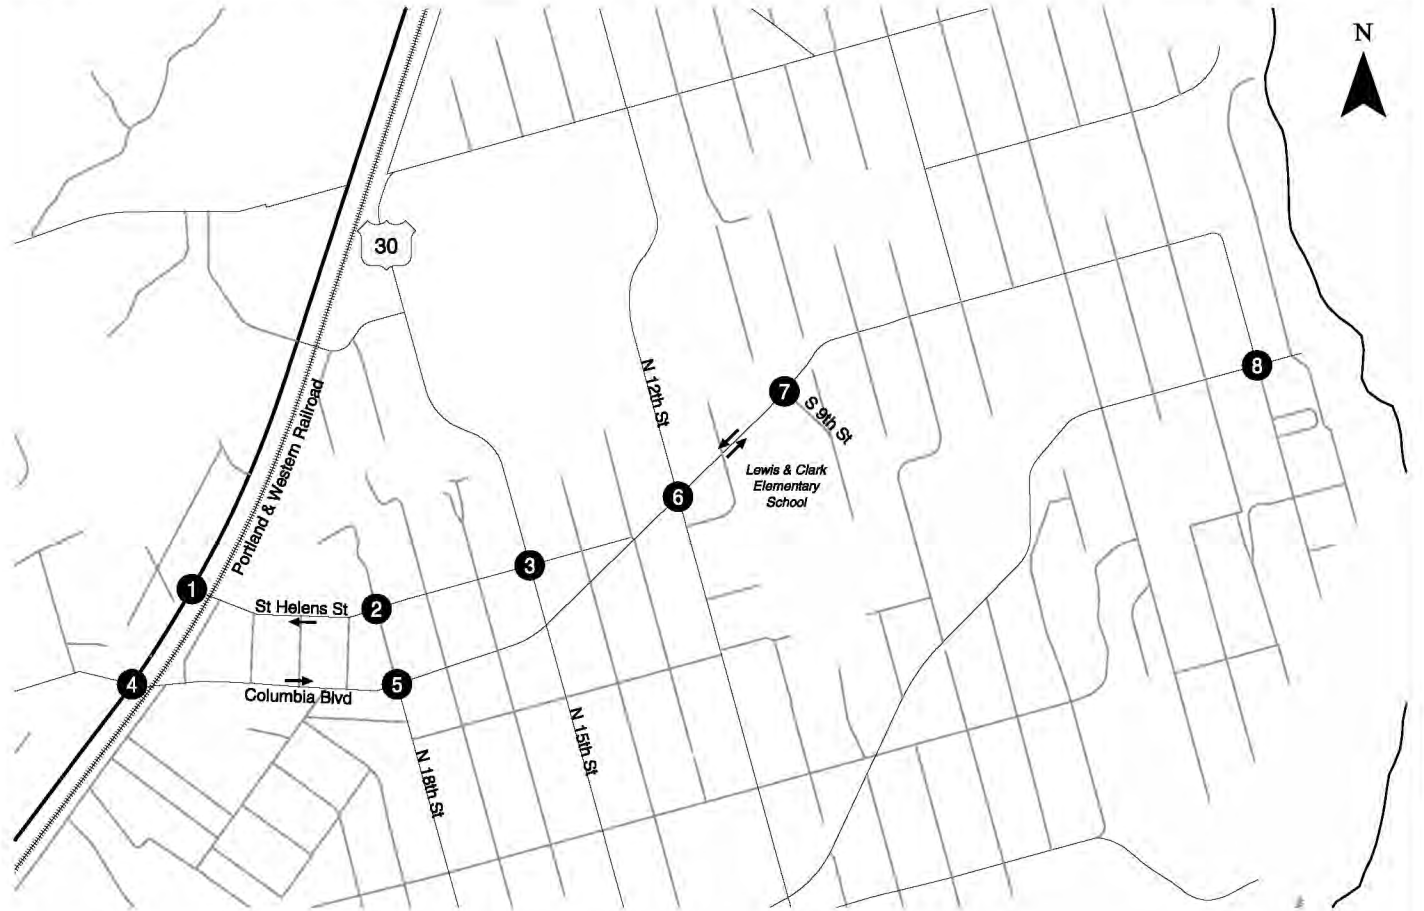 N
30
8
N 12th St
7
S 9th St
Portland & Western Railroad
Lewis & Clark
Elementary
School
6
3
1
St Helens St
2
4
5
Columbia Blvd
N 15th St
N 18th St